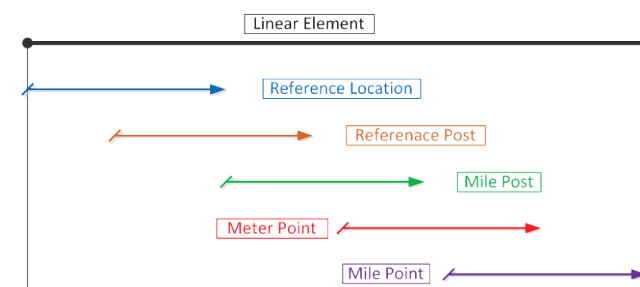 Linear Element
Reference Location
Referenace Post
Mile Post
Meter Point
Mile Point